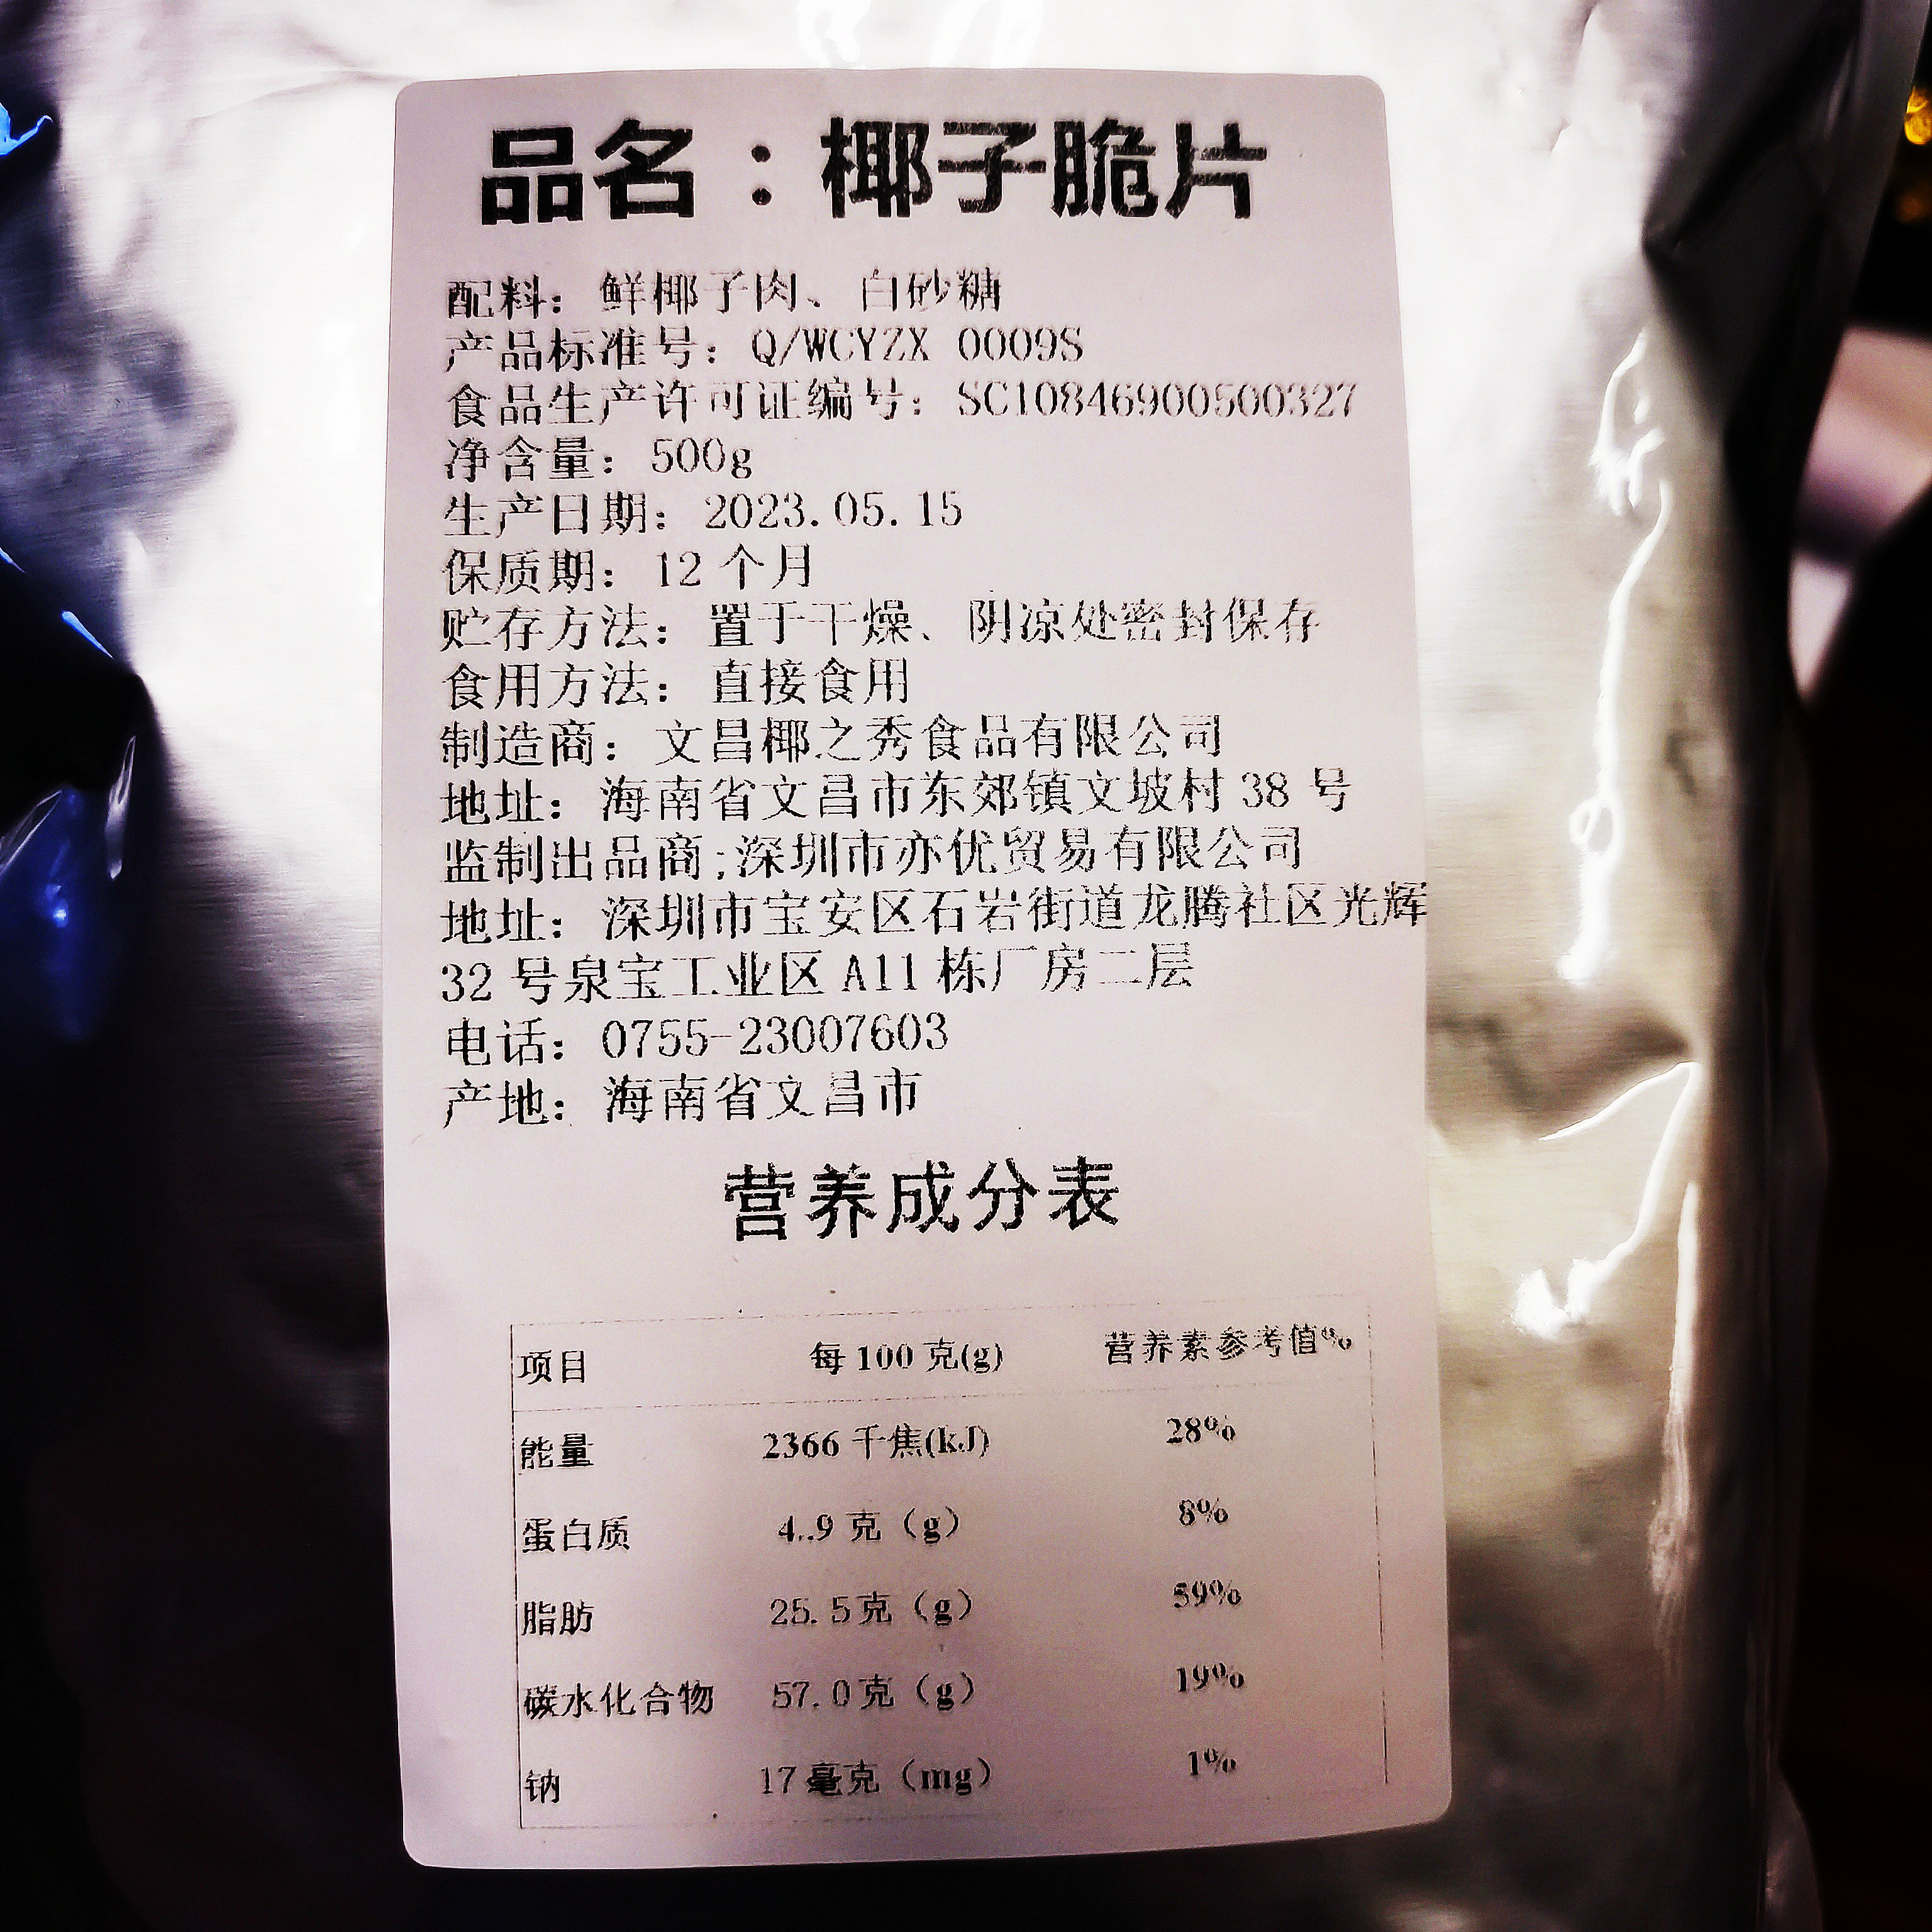 品名：椰子脆片
配料：鲜椰子肉、白砂糖
产品标准号：Q/WCYZX 0009S
食品生产许可证编号：SC10846900500327
净含量：500g
生产日期：2023.05.15
保质期：12个月
贮存方法：置于干燥、阴凉处密封保存
食用方法：直接食用
制造商：文昌椰之秀食品有限公司
地址：海南省文昌市东郊镇文坡村38号
监制出品商;深圳市亦优贸易有限公司
地址：深圳市宝安区石岩街道龙腾社区光辉
32号泉宝工业区A11栋厂房二层
电话：0755-23007603
产地：海南省文昌市
营养成分表
项目 每100克(g) 营养素参考值%
能量 2366千焦(kJ) 28%
蛋白质 4..9克（g） 8%
脂肪 25.5克（g） 59%
碳水化合物 57.0克（g） 19%
钠 17毫克（mg） 1%